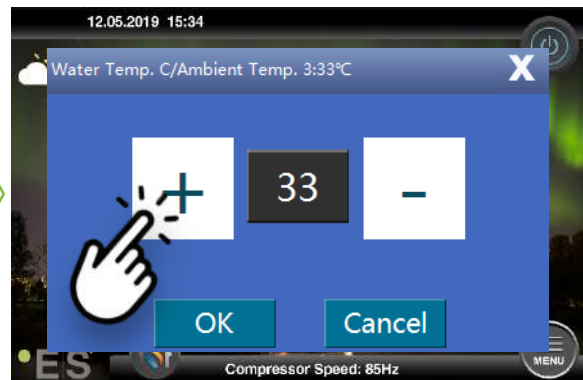 12.05.2019 15:34
Water Temp. C/Ambient Temp. 3:33℃
X
+ 33 -
OK Cancel
ES
Compressor Speed: 85Hz
MENU